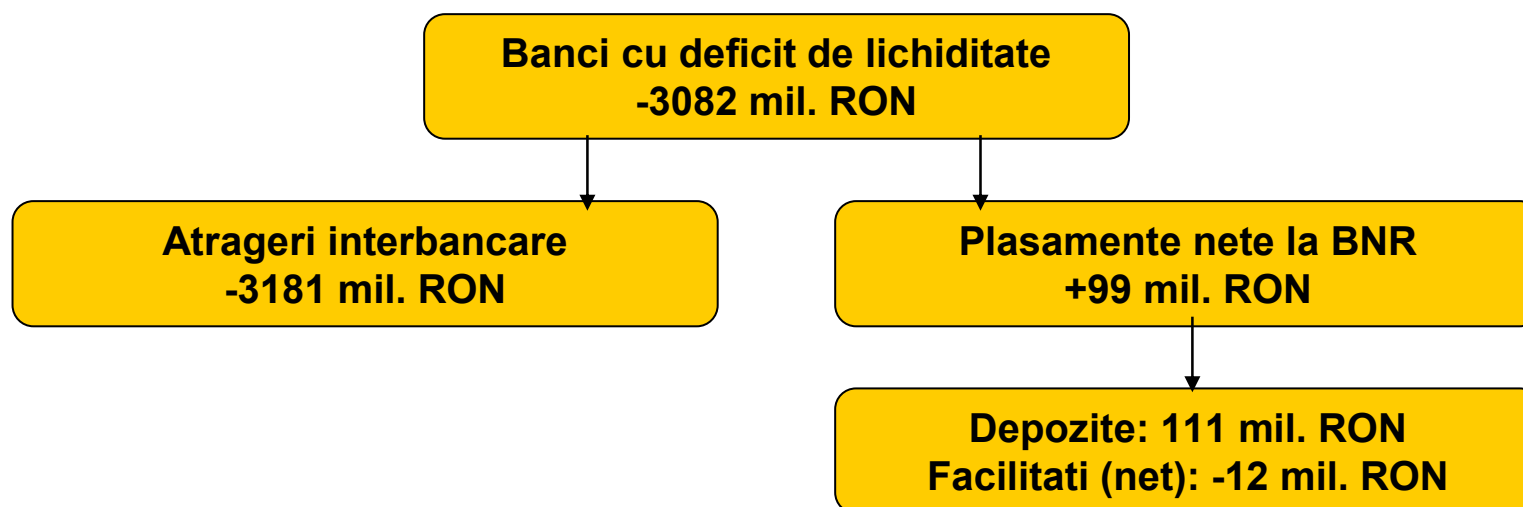 Banci cu deficit de lichiditate
-3082 mil. RON
Atrageri interbancare
-3181 mil. RON
Plasamente nete la BNR
+99 mil. RON
Depozite: 111 mil. RON
Facilitati (net): -12 mil. RON